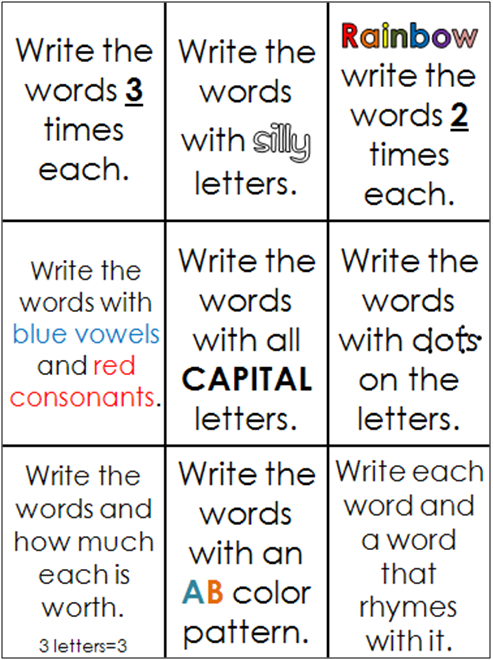 Write the
words 3
times
each.
Write the
words
with silly
letters.
Rainbow
write the
words 2
times
each.
Write the
words with
blue vowels
and red
consonants.
Write the
words
with all
CAPITAL
letters.
Write the
words
with dots
on the
letters.
Write the
words and
how much
each is
worth.
3 letters=3
Write the
words
with an
AB color
pattern.
Write each
word and
a word
that
rhymes
with it.